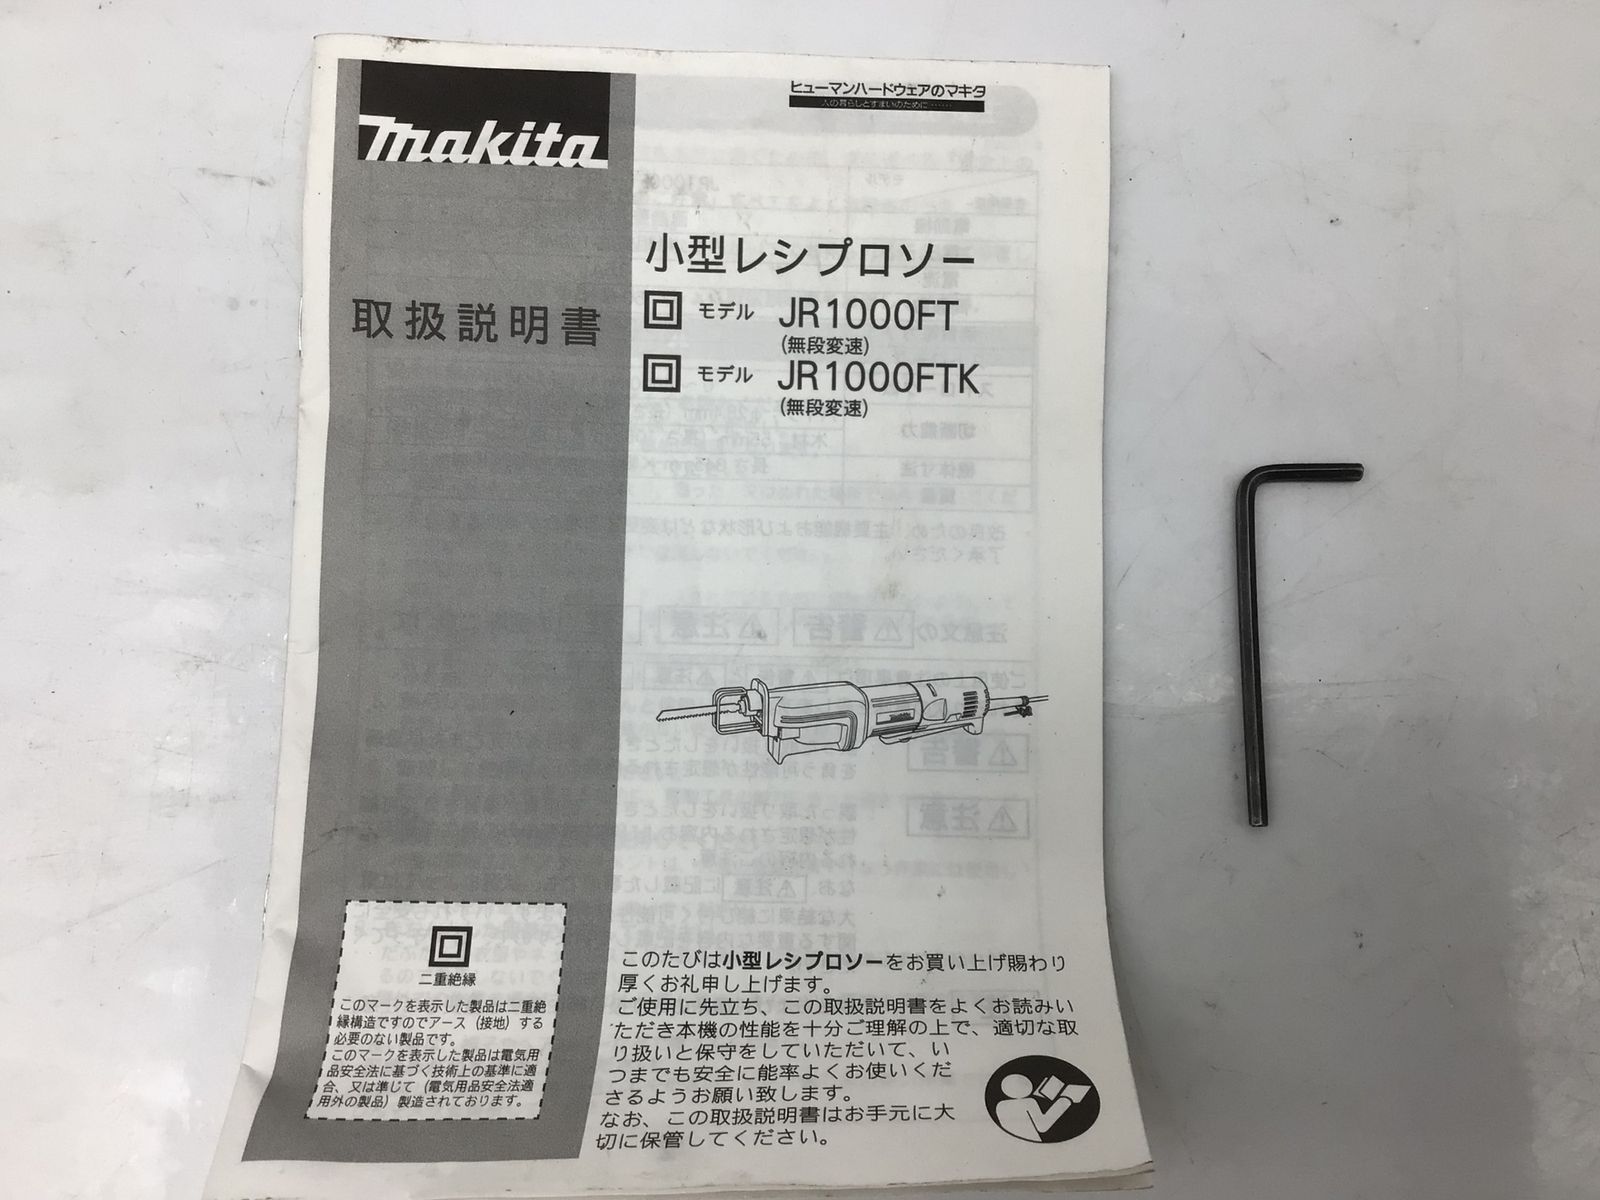 makita
ヒューマンハードウェアのマキタ
人の暮らしとすまいのために……
取扱説明書
小型レシプロソー
モデル JR1000FT
(無段変速)
モデル JR1000FTK
(無段変速)
二重絶縁
このマークを表示した製品は二重絶
縁構造ですのでアース（接地）する
必要のない製品です。
このマークを表示した製品は電気用
品安全法に基づく技術上の基準に適
合、又は準じて（電気用品安全法適
用外の製品）製造されております。
このたびは小型レシプロソーをお買い上げ賜わり
厚くお礼申し上げます。
ご使用に先立ち、この取扱説明書をよくお読みい
ただき本機の性能を十分ご理解の上で、適切な取
り扱いと保守をしていただいて、い
つまでも安全に能率よくお使いくだ
さるようお願い致します。
なお、この取扱説明書はお手元に大
切に保管してください。